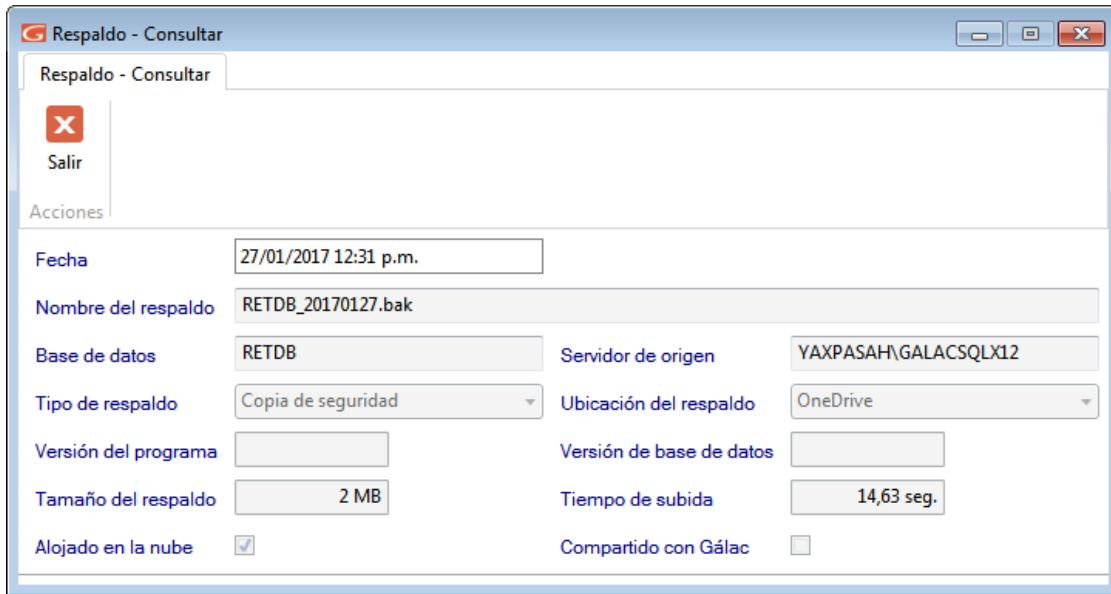 Respaldo - Consultar
Respaldo - Consultar
Salir
Acciones
Fecha 27/01/2017 12:31 p.m.
Nombre del respaldo RETDB_20170127.bak
Base de datos RETDB Servidor de origen YAXPASAH\GALACSQLX12
Tipo de respaldo Copia de seguridad Ubicación del respaldo OneDrive
Versión del programa Versión de base de datos
Tamaño del respaldo 2 MB Tiempo de subida 14,63 seg.
Alojado en la nube Compartido con Gálac